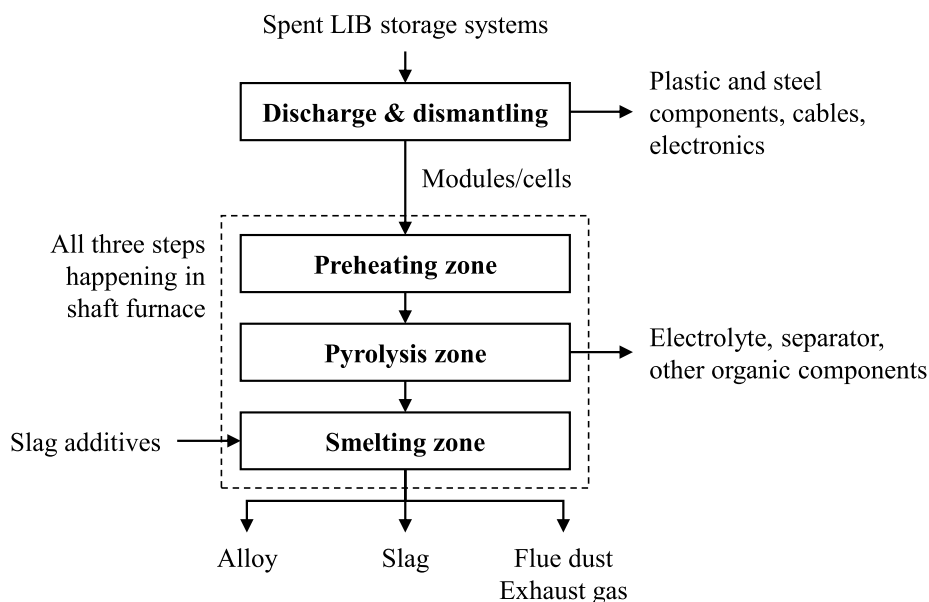 Spent LIB storage systems
Discharge & dismantling
Plastic and steel
components, cables,
electronics
Modules/cells
All three steps
happening in
shaft furnace
Preheating zone
Pyrolysis zone
Electrolyte, separator,
other organic components
Slag additives
Smelting zone
Alloy
Slag
Flue dust
Exhaust gas